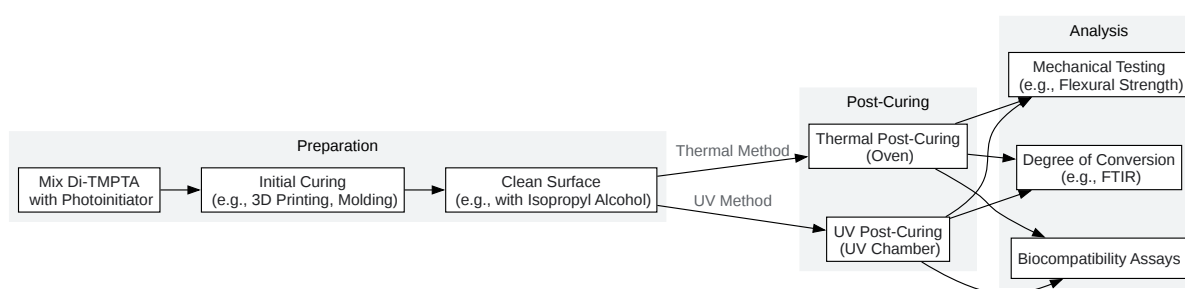 Preparation
Mix Di-TMPTA
with Photoinitiator
Initial Curing
(e.g., 3D Printing, Molding)
Clean Surface
(e.g., with Isopropyl Alcohol)
Thermal Method
UV Method
Post-Curing
Thermal Post-Curing
(Oven)
UV Post-Curing
(UV Chamber)
Analysis
Mechanical Testing
(e.g., Flexural Strength)
Degree of Conversion
(e.g., FTIR)
Biocompatibility Assays